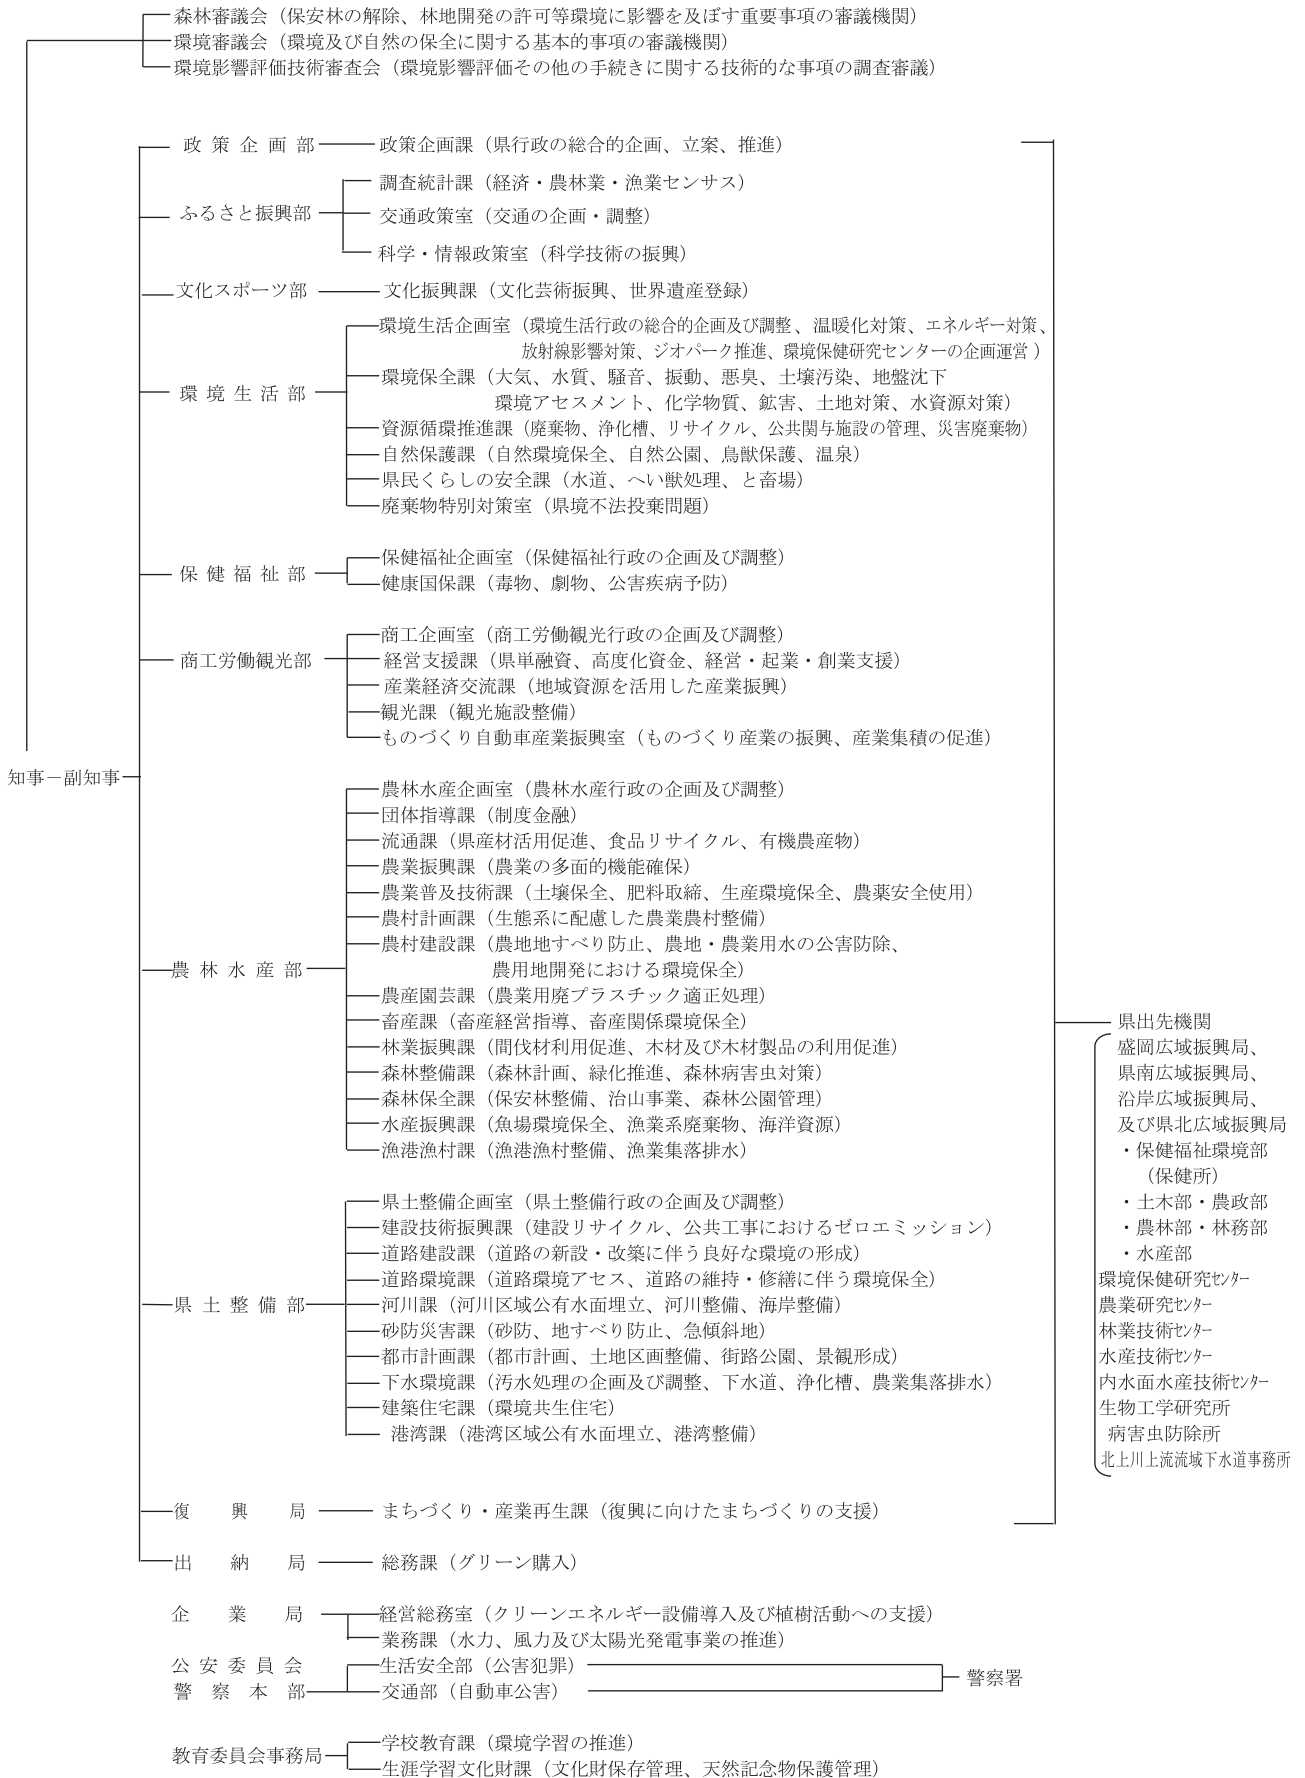 森林審議会（保安林の解除、林地開発の許可等環境に影響を及ぼす重要事項の審議機関）
環境審議会（環境及び自然の保全に関する基本的事項の審議機関）
環境影響評価技術審査会（環境影響評価その他の手続きに関する技術的な事項の調査審議）
知事－副知事
政策企画部
政策企画課（県行政の総合的企画、立案、推進）
ふるさと振興部
調査統計課（経済・農林業・漁業センサス）
交通政策室（交通の企画・調整）
科学・情報政策室（科学技術の振興）
文化スポーツ部
文化振興課（文化芸術振興、世界遺産登録）
環境生活部
環境生活企画室（環境生活行政の総合的企画及び調整、温暖化対策、エネルギー対策、
放射線影響対策、ジオパーク推進、環境保健研究センターの企画運営）
環境保全課（大気、水質、騒音、振動、悪臭、土壌汚染、地盤沈下
環境アセスメント、化学物質、鉱害、土地対策、水資源対策）
資源循環推進課（廃棄物、浄化槽、リサイクル、公共関与施設の管理、災害廃棄物）
自然保護課（自然環境保全、自然公園、鳥獣保護、温泉）
県民くらしの安全課（水道、へい獣処理、と畜場）
廃棄物特別対策室（県境不法投棄問題）
保健福祉部
保健福祉企画室（保健福祉行政の企画及び調整）
健康国保課（毒物、劇物、公害疾病予防）
商工労働観光部
商工企画室（商工労働観光行政の企画及び調整）
経営支援課（県単融資、高度化資金、経営・起業・創業支援）
産業経済交流課（地域資源を活用した産業振興）
観光課（観光施設整備）
ものづくり自動車産業振興室（ものづくり産業の振興、産業集積の促進）
農林水産部
農林水産企画室（農林水産行政の企画及び調整）
団体指導課（制度金融）
流通課（県産材活用促進、食品リサイクル、有機農産物）
農業振興課（農業の多面的機能確保）
農業普及技術課（土壌保全、肥料取締、生産環境保全、農薬安全使用）
農村計画課（生態系に配慮した農業農村整備）
農村建設課（農地地すべり防止、農地・農業用水の公害防除、
農用地開発における環境保全）
農産園芸課（農業用廃プラスチック適正処理）
畜産課（畜産経営指導、畜産関係環境保全）
林業振興課（間伐材利用促進、木材及び木材製品の利用促進）
森林整備課（森林計画、緑化推進、森林病害虫対策）
森林保全課（保安林整備、治山事業、森林公園管理）
水産振興課（魚場環境保全、漁業系廃棄物、海洋資源）
漁港漁村課（漁港漁村整備、漁業集落排水）
県土整備部
県土整備企画室（県土整備行政の企画及び調整）
建設技術振興課（建設リサイクル、公共工事におけるゼロエミッション）
道路建設課（道路の新設・改築に伴う良好な環境の形成）
道路環境課（道路環境アセス、道路の維持・修繕に伴う環境保全）
河川課（河川区域公有水面埋立、河川整備、海岸整備）
砂防災害課（砂防、地すべり防止、急傾斜地）
都市計画課（都市計画、土地区画整備、街路公園、景観形成）
下水環境課（汚水処理の企画及び調整、下水道、浄化槽、農業集落排水）
建築住宅課（環境共生住宅）
港湾課（港湾区域公有水面埋立、港湾整備）
復興局
まちづくり・産業再生課（復興に向けたまちづくりの支援）
出納局
総務課（グリーン購入）
県出先機関
盛岡広域振興局、
県南広域振興局、
沿岸広域振興局、
及び県北広域振興局
・保健福祉環境部
（保健所）
・土木部・農政部
・農林部・林務部
・水産部
環境保健研究ｾﾝﾀｰ
農業研究ｾﾝﾀｰ
林業技術ｾﾝﾀｰ
水産技術ｾﾝﾀｰ
内水面水産技術ｾﾝﾀｰ
生物工学研究所
病害虫防除所
北上川上流流域下水道事務所
企業局
経営総務室（クリーンエネルギー設備導入及び植樹活動への支援）
業務課（水力、風力及び太陽光発電事業の推進）
公安委員会
警察本部
生活安全部（公害犯罪）
交通部（自動車公害）
警察署
教育委員会事務局
学校教育課（環境学習の推進）
生涯学習文化財課（文化財保存管理、天然記念物保護管理）